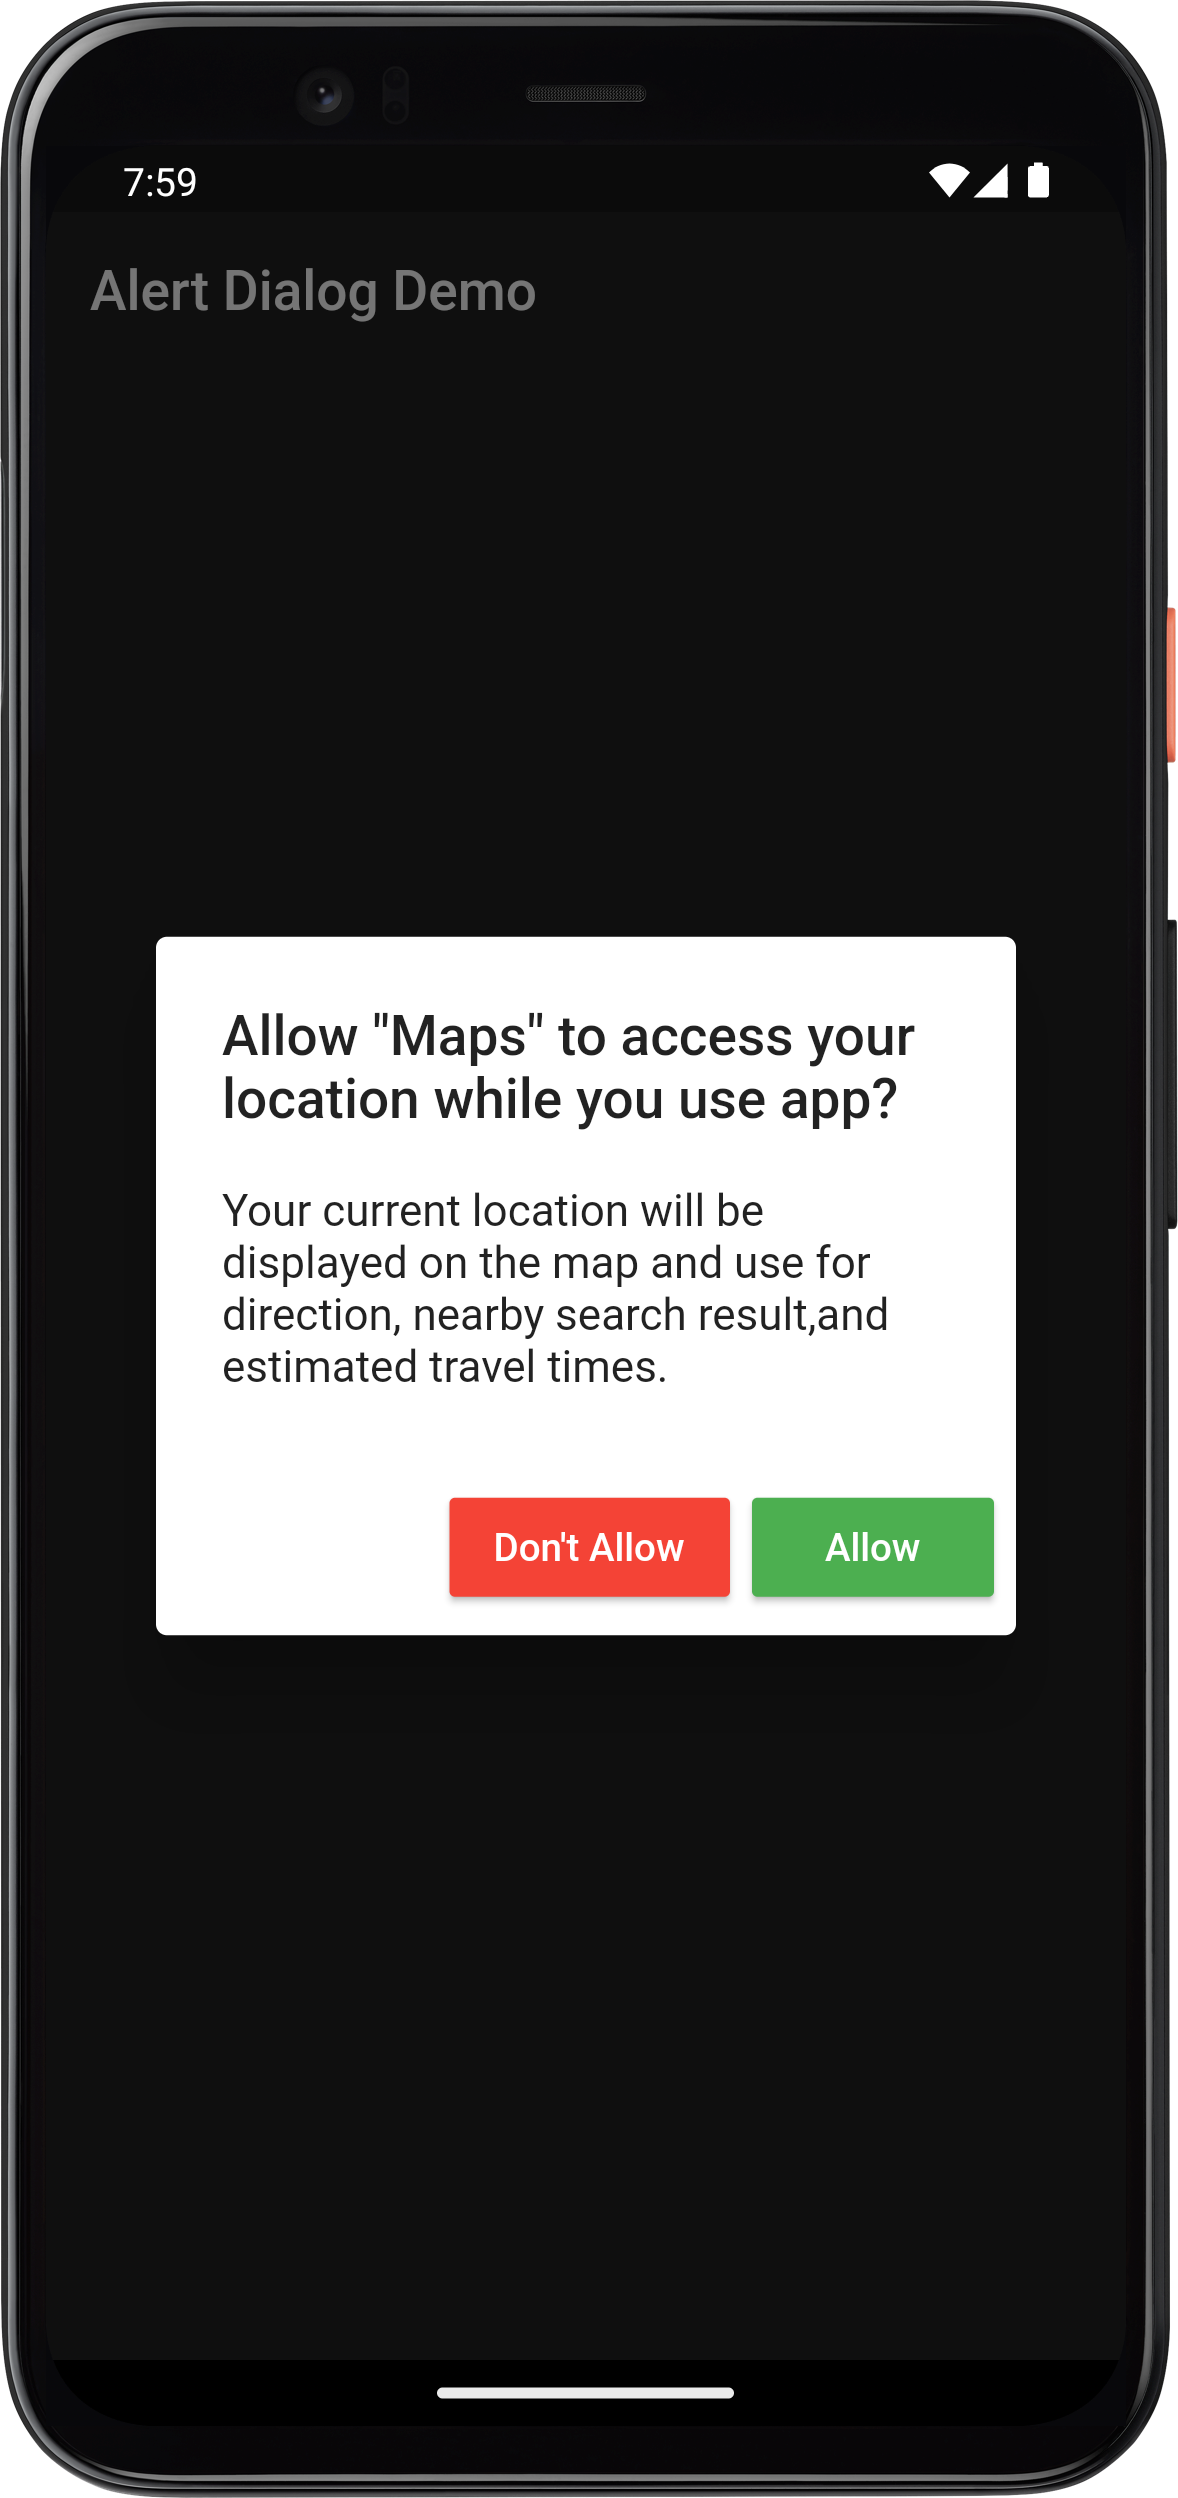 7:59
Alert Dialog Demo
Allow "Maps" to access your
location while you use app?
Your current location will be
displayed on the map and use for
direction, nearby search result,and
estimated travel times.
Don't Allow
Allow